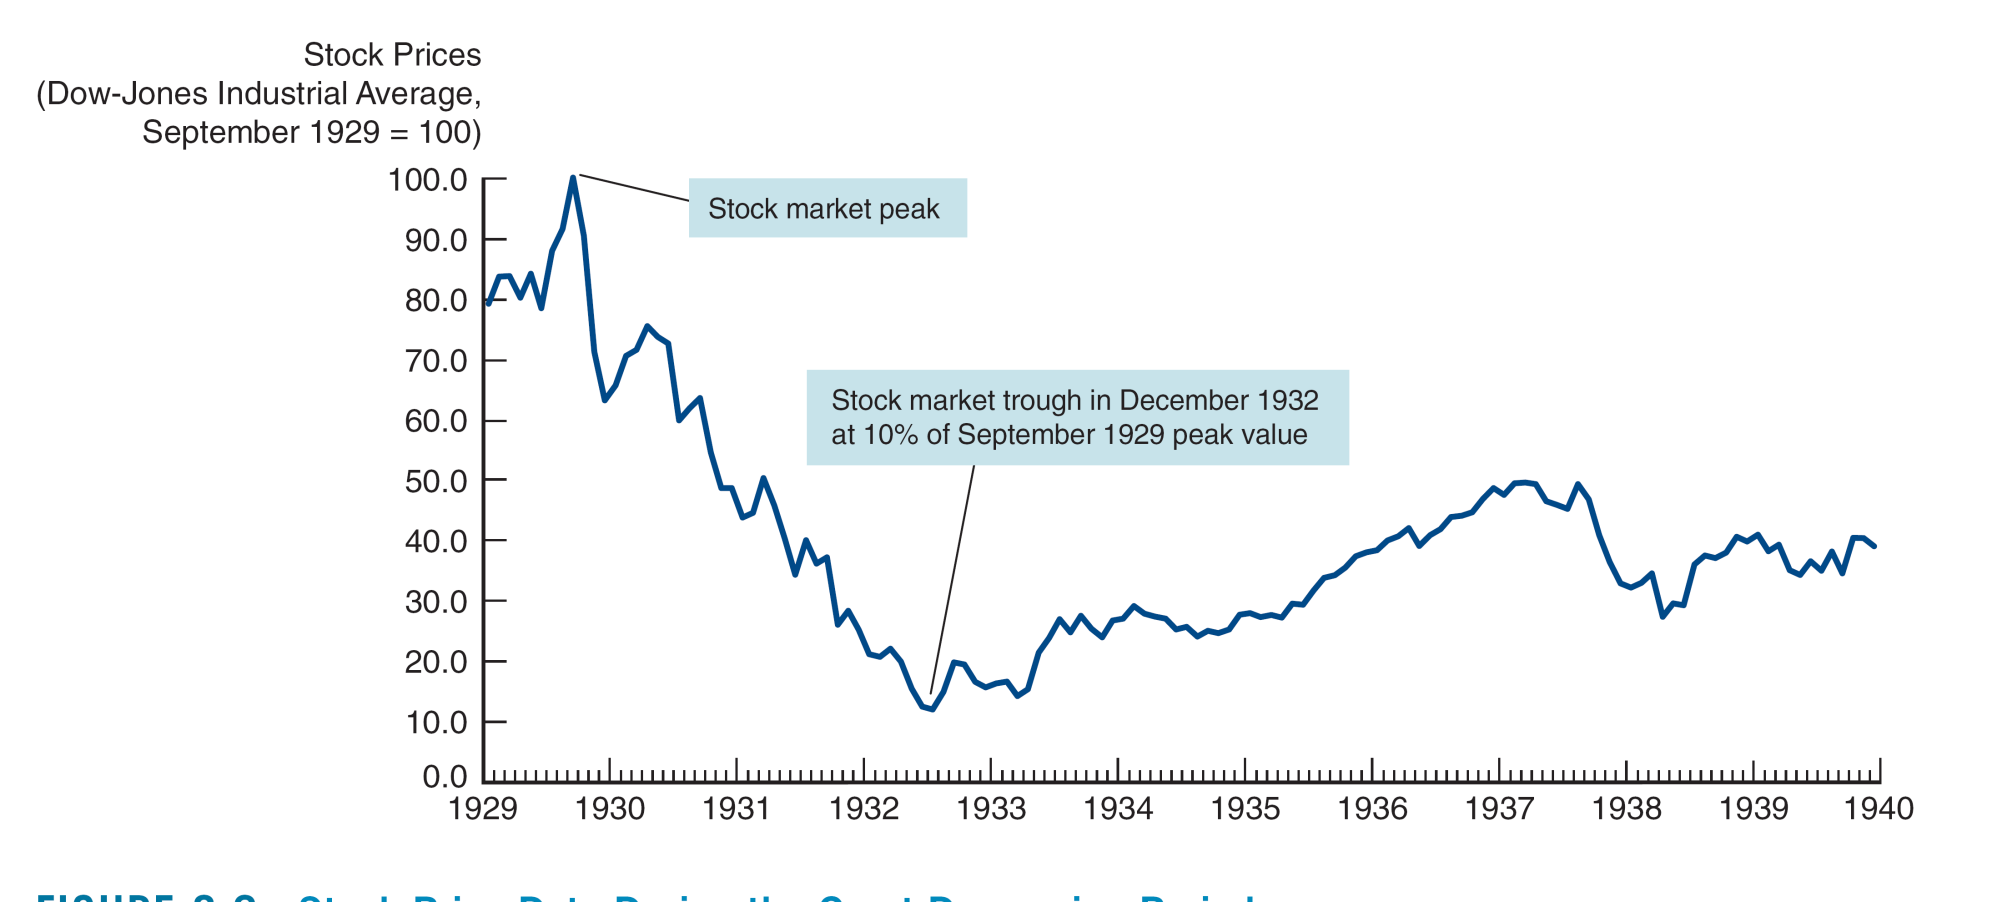 Stock Prices
(Dow-Jones Industrial Average,
September 1929 = 100)
100.0
Stock market peak
90.0
80.0
70.0
Stock market trough in December 1932
at 10% of September 1929 peak value
60.0
50.0
40.0
30.0
20.0
10.0
0.0
1929 1930 1931 1932 1933 1934 1935 1936 1937 1938 1939 1940